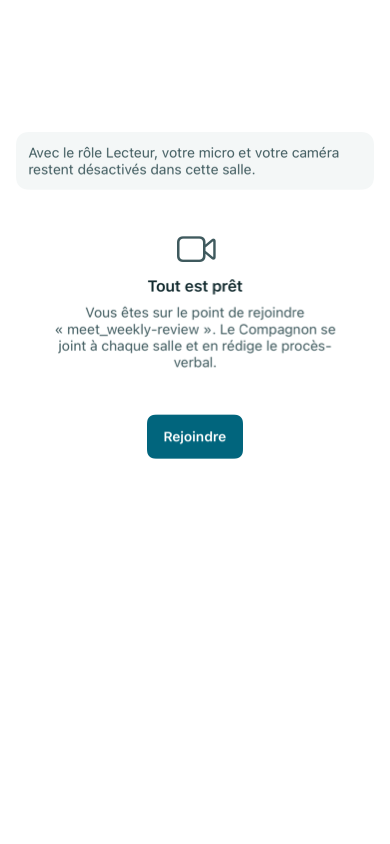 Avec le rôle Lecteur, votre micro et votre caméra
restent désactivés dans cette salle.
Tout est prêt
Vous êtes sur le point de rejoindre
« meet_weekly-review ». Le Compagnon se
joint à chaque salle et en rédige le procès-
verbal.
Rejoindre